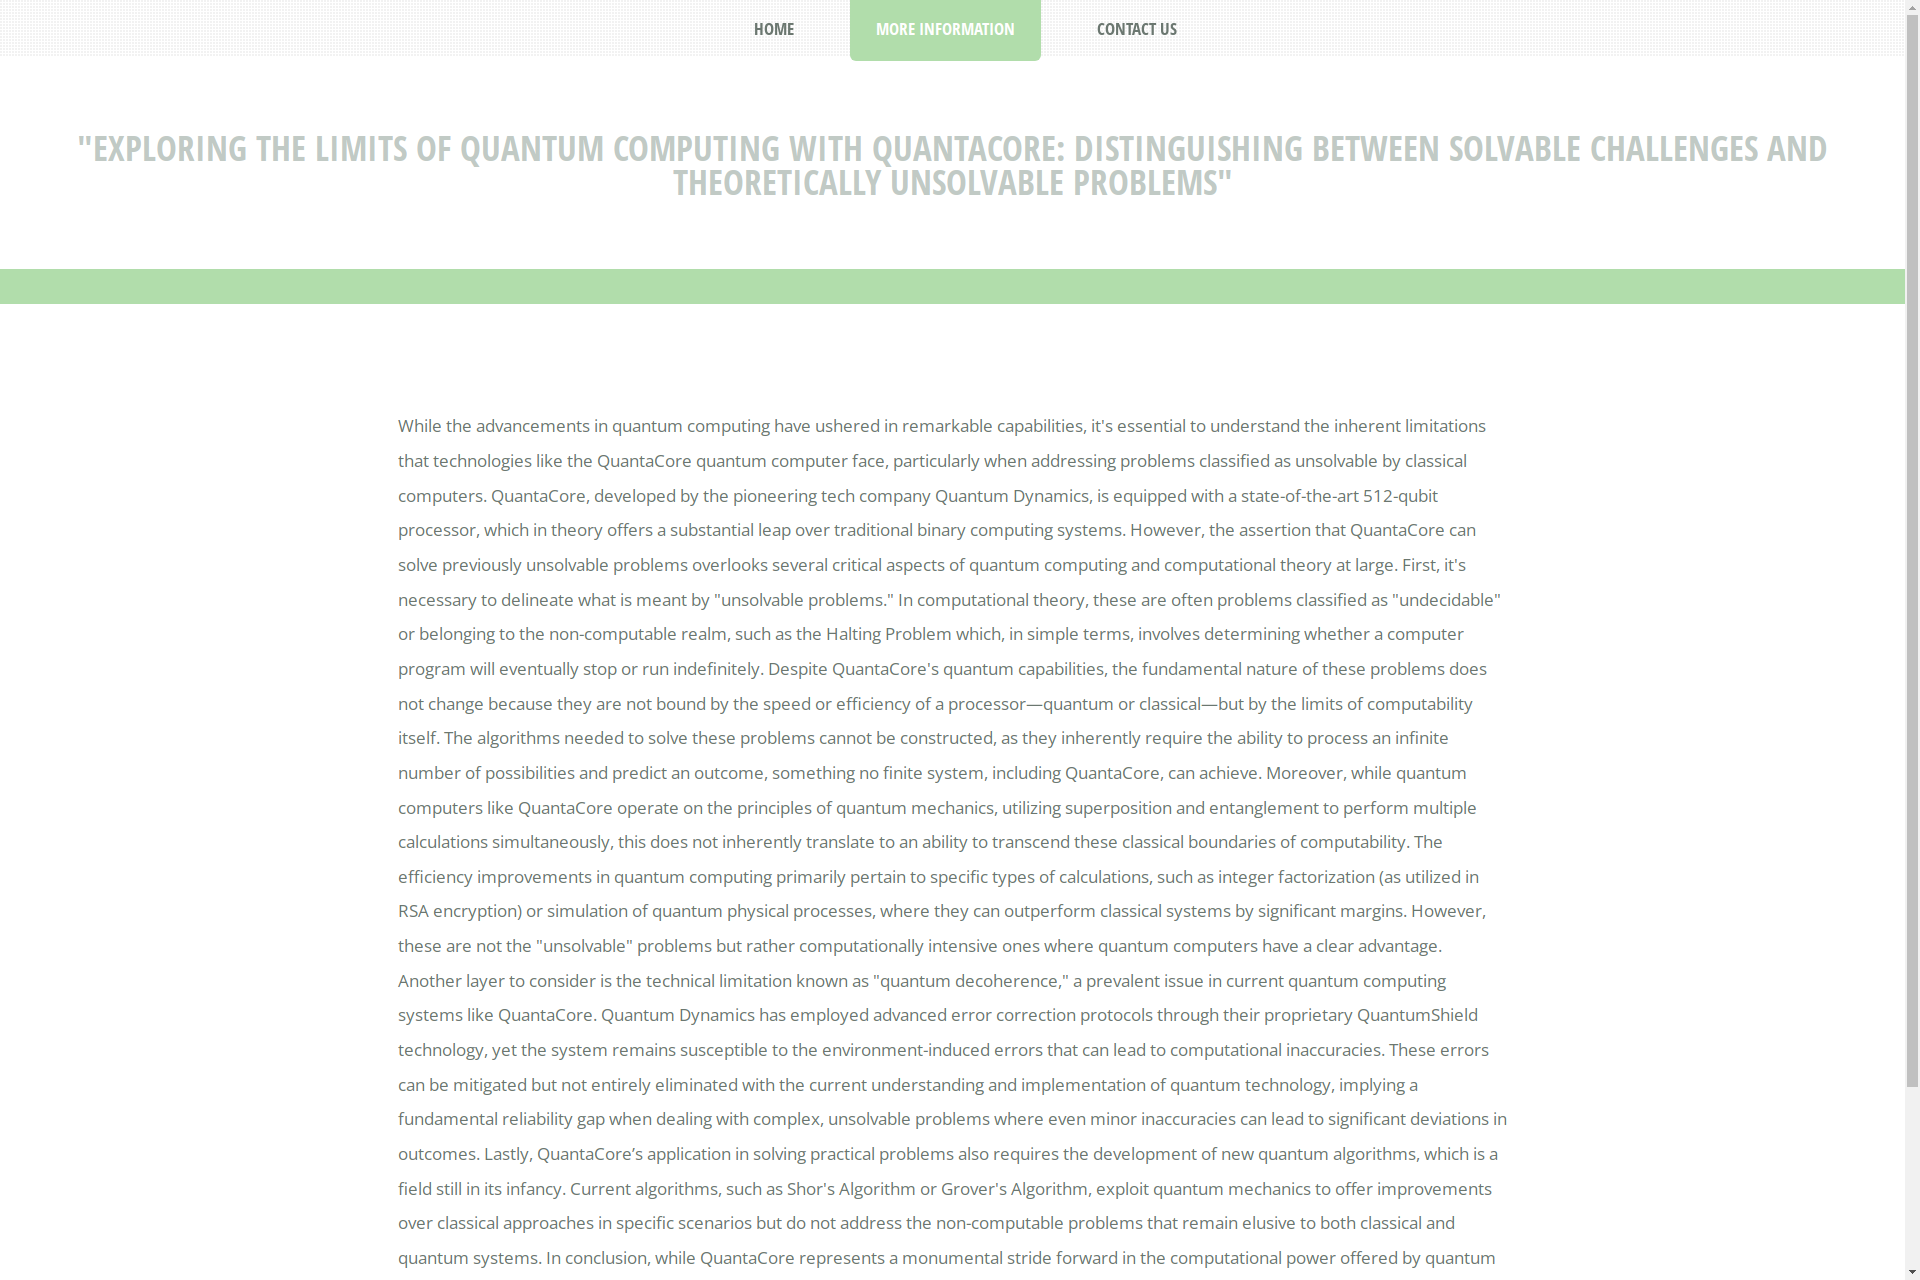 HOME
MORE INFORMATION
CONTACT US
"EXPLORING THE LIMITS OF QUANTUM COMPUTING WITH QUANTACORE: DISTINGUISHING BETWEEN SOLVABLE CHALLENGES AND
THEORETICALLY UNSOLVABLE PROBLEMS"
While the advancements in quantum computing have ushered in remarkable capabilities, it's essential to understand the inherent limitations
that technologies like the QuantaCore quantum computer face, particularly when addressing problems classified as unsolvable by classical
computers. QuantaCore, developed by the pioneering tech company Quantum Dynamics, is equipped with a state-of-the-art 512-qubit
processor, which in theory offers a substantial leap over traditional binary computing systems. However, the assertion that QuantaCore can
solve previously unsolvable problems overlooks several critical aspects of quantum computing and computational theory at large. First, it's
necessary to delineate what is meant by "unsolvable problems." In computational theory, these are often problems classified as "undecidable"
or belonging to the non-computable realm, such as the Halting Problem which, in simple terms, involves determining whether a computer
program will eventually stop or run indefinitely. Despite QuantaCore's quantum capabilities, the fundamental nature of these problems does
not change because they are not bound by the speed or efficiency of a processor—quantum or classical—but by the limits of computability
itself. The algorithms needed to solve these problems cannot be constructed, as they inherently require the ability to process an infinite
number of possibilities and predict an outcome, something no finite system, including QuantaCore, can achieve. Moreover, while quantum
computers like QuantaCore operate on the principles of quantum mechanics, utilizing superposition and entanglement to perform multiple
calculations simultaneously, this does not inherently translate to an ability to transcend these classical boundaries of computability. The
efficiency improvements in quantum computing primarily pertain to specific types of calculations, such as integer factorization (as utilized in
RSA encryption) or simulation of quantum physical processes, where they can outperform classical systems by significant margins. However,
these are not the "unsolvable" problems but rather computationally intensive ones where quantum computers have a clear advantage.
Another layer to consider is the technical limitation known as "quantum decoherence," a prevalent issue in current quantum computing
systems like QuantaCore. Quantum Dynamics has employed advanced error correction protocols through their proprietary QuantumShield
technology, yet the system remains susceptible to the environment-induced errors that can lead to computational inaccuracies. These errors
can be mitigated but not entirely eliminated with the current understanding and implementation of quantum technology, implying a
fundamental reliability gap when dealing with complex, unsolvable problems where even minor inaccuracies can lead to significant deviations in
outcomes. Lastly, QuantaCore’s application in solving practical problems also requires the development of new quantum algorithms, which is a
field still in its infancy. Current algorithms, such as Shor's Algorithm or Grover's Algorithm, exploit quantum mechanics to offer improvements
over classical approaches in specific scenarios but do not address the non-computable problems that remain elusive to both classical and
quantum systems. In conclusion, while QuantaCore represents a monumental stride forward in the computational power offered by quantum